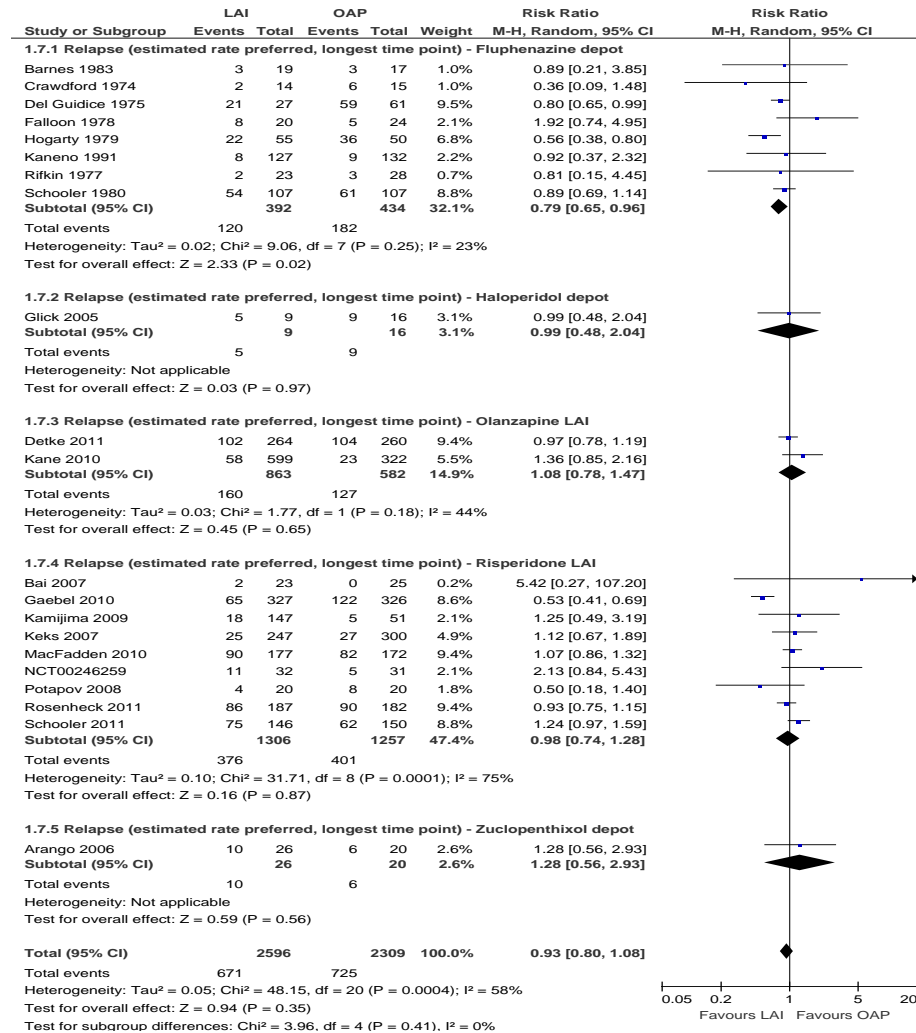 LAI OAP Risk Ratio Risk Ratio
Study or Subgroup Events Total Events Total Weight M-H, Random, 95% CI M-H, Random, 95% CI
1.7.1 Relapse (estimated rate preferred, longest time point) - Fluphenazine depot
Barnes 1983 3 19 3 17 1.0% 0.89 [0.21, 3.85]
Crawdford 1974 2 14 6 15 1.0% 0.36 [0.09, 1.48]
Del Guidice 1975 21 27 59 61 9.5% 0.80 [0.65, 0.99]
Falloon 1978 8 20 5 24 2.1% 1.92 [0.74, 4.95]
Hogarty 1979 22 55 36 50 6.8% 0.56 [0.38, 0.80]
Kaneno 1991 8 127 9 132 2.2% 0.92 [0.37, 2.32]
Rifkin 1977 2 23 3 28 0.7% 0.81 [0.15, 4.45]
Schooler 1980 54 107 61 107 8.8% 0.89 [0.69, 1.14]
Subtotal (95% CI) 392 434 32.1% 0.79 [0.65, 0.96]
Total events 120 182
Heterogeneity: Tau² = 0.02; Chi² = 9.06, df = 7 (P = 0.25); I² = 23%
Test for overall effect: Z = 2.33 (P = 0.02)
1.7.2 Relapse (estimated rate preferred, longest time point) - Haloperidol depot
Glick 2005 5 9 9 16 3.1% 0.99 [0.48, 2.04]
Subtotal (95% CI) 9 16 3.1% 0.99 [0.48, 2.04]
Total events 5 9
Heterogeneity: Not applicable
Test for overall effect: Z = 0.03 (P = 0.97)
1.7.3 Relapse (estimated rate preferred, longest time point) - Olanzapine LAI
Detke 2011 102 264 104 260 9.4% 0.97 [0.78, 1.19]
Kane 2010 58 599 23 322 5.5% 1.36 [0.85, 2.16]
Subtotal (95% CI) 863 582 14.9% 1.08 [0.78, 1.47]
Total events 160 127
Heterogeneity: Tau² = 0.03; Chi² = 1.77, df = 1 (P = 0.18); I² = 44%
Test for overall effect: Z = 0.45 (P = 0.65)
1.7.4 Relapse (estimated rate preferred, longest time point) - Risperidone LAI
Bai 2007 2 23 0 25 0.2% 5.42 [0.27, 107.20]
Gaebel 2010 65 327 122 326 8.6% 0.53 [0.41, 0.69]
Kamijima 2009 18 147 5 51 2.1% 1.25 [0.49, 3.19]
Keks 2007 25 247 27 300 4.9% 1.12 [0.67, 1.89]
MacFadden 2010 90 177 82 172 9.4% 1.07 [0.86, 1.32]
NCT00246259 11 32 5 31 2.1% 2.13 [0.84, 5.43]
Potapov 2008 4 20 8 20 1.8% 0.50 [0.18, 1.40]
Rosenheck 2011 86 187 90 182 9.4% 0.93 [0.75, 1.15]
Schooler 2011 75 146 62 150 8.8% 1.24 [0.97, 1.59]
Subtotal (95% CI) 1306 1257 47.4% 0.98 [0.74, 1.28]
Total events 376 401
Heterogeneity: Tau² = 0.10; Chi² = 31.71, df = 8 (P = 0.0001); I² = 75%
Test for overall effect: Z = 0.16 (P = 0.87)
1.7.5 Relapse (estimated rate preferred, longest time point) - Zuclopenthixol depot
Arango 2006 10 26 6 20 2.6% 1.28 [0.56, 2.93]
Subtotal (95% CI) 26 20 2.6% 1.28 [0.56, 2.93]
Total events 10 6
Heterogeneity: Not applicable
Test for overall effect: Z = 0.59 (P = 0.56)
Total (95% CI) 2596 2309 100.0% 0.93 [0.80, 1.08]
Total events 671 725
Heterogeneity: Tau² = 0.05; Chi² = 48.15, df = 20 (P = 0.0004); I² = 58%
Test for overall effect: Z = 0.94 (P = 0.35)
Test for subgroup differences: Chi² = 3.96, df = 4 (P = 0.41), I² = 0%
0.05 0.2 1 5 20
Favours LAI Favours OAP